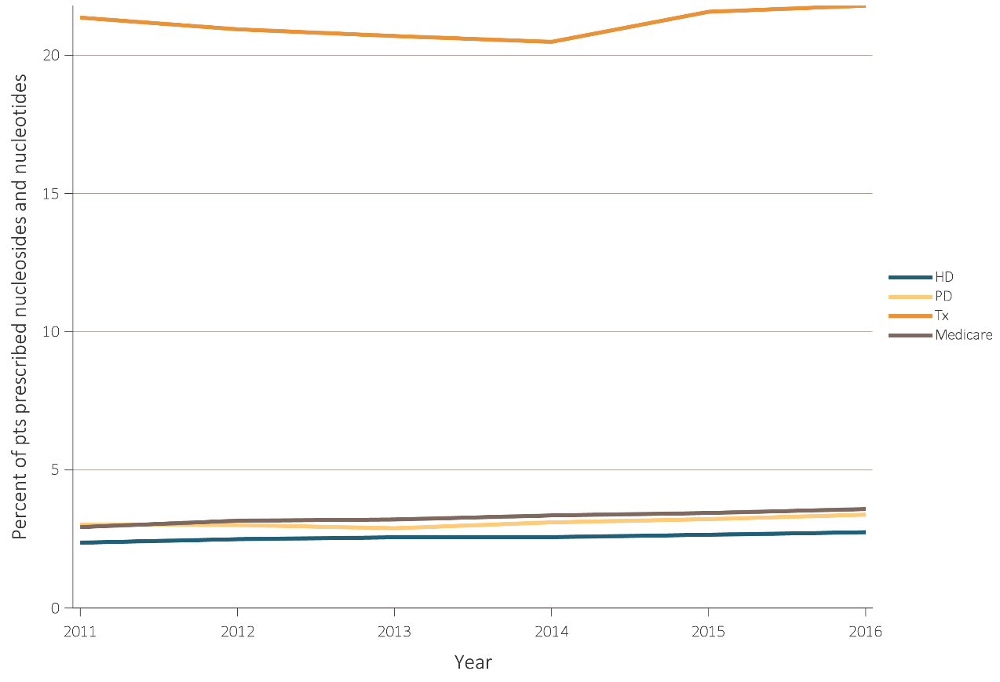 Percent of pts prescribed nucleosides and nucleotides
20
15
10
5
0
2011 2012 2013 2014 2015 2016
Year
HD
PD
Tx
Medicare